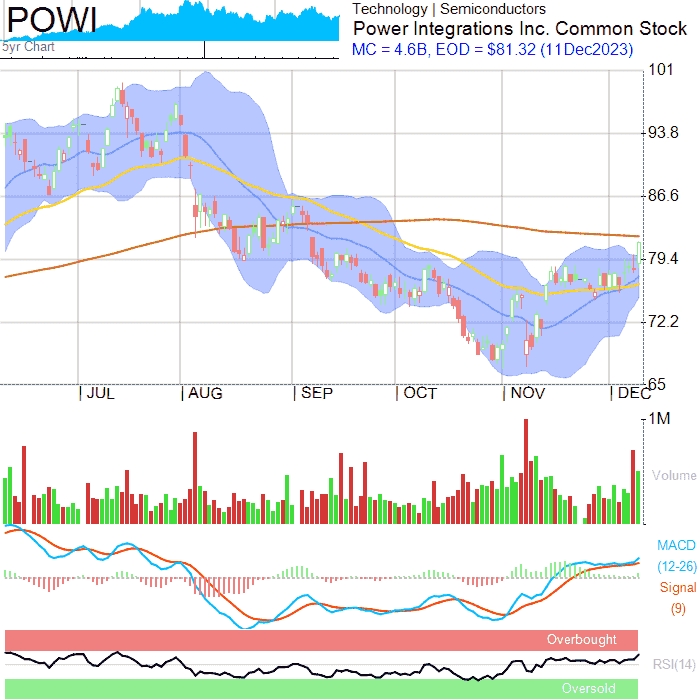 POWI
5yr Chart
Technology | Semiconductors
Power Integrations Inc. Common Stock
MC = 4.6B, EOD = $81.32 (11Dec2023)
101
93.8
86.6
79.4
72.2
65
JUL AUG SEP OCT NOV DEC
1M
Volume
MACD
(12-26)
Signal
(9)
Overbought
RSI(14)
Oversold